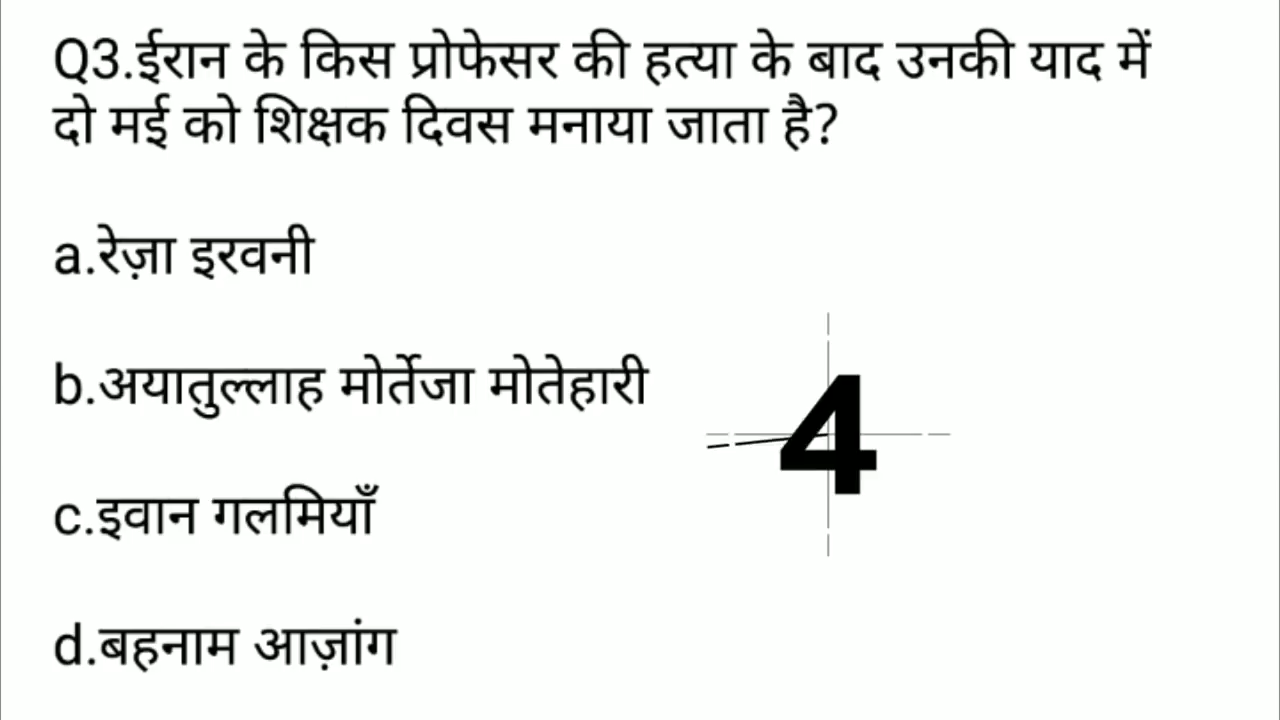 Q3.ईरान के किस प्रोफेसर की हत्या के बाद उनकी याद में
दो मई को शिक्षक दिवस मनाया जाता है?
a.रेज़ा इरवनी
b.अयातुल्लाह मोर्तेजा मोतेहारी
4
c.इवान गलमियाँ
d.बहनाम आज़ांग